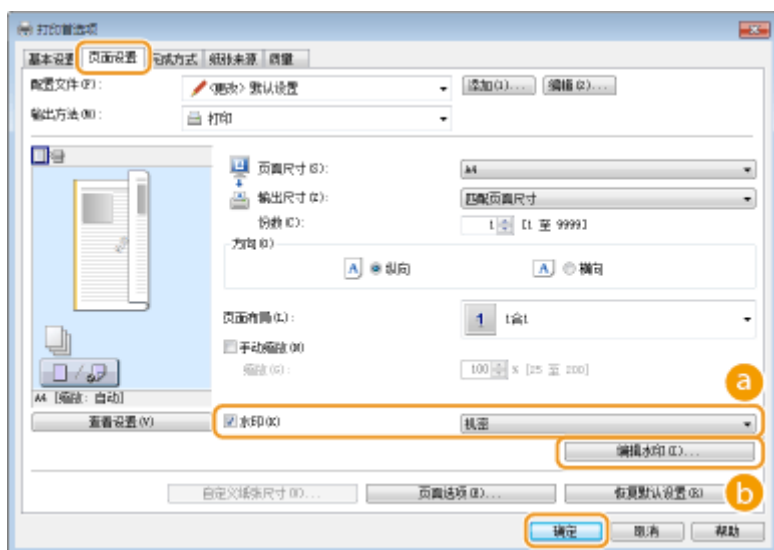 打印首选项
基本设置 页面设置 完成方式 纸张来源 质量
配置文件(F): <更改> 默认设置 添加(1)... 编辑(2)...
输出方法(M): 打印
页面尺寸(S): A4
输出尺寸(Z): 匹配页面尺寸
份数(C): 1 [1 至 9999]
方向(O)
A 纵向 A 横向
页面布局(L): 1 1合1
手动缩放(N)
缩放(G): 100 % [25 至 200]
a
A4 [缩放: 自动]
查看设置(V) 水印(K) 机密
编辑水印(I)...
自定义纸张尺寸(W)... 页面选项(E)... 恢复默认设置(R) b
确定 取消 帮助